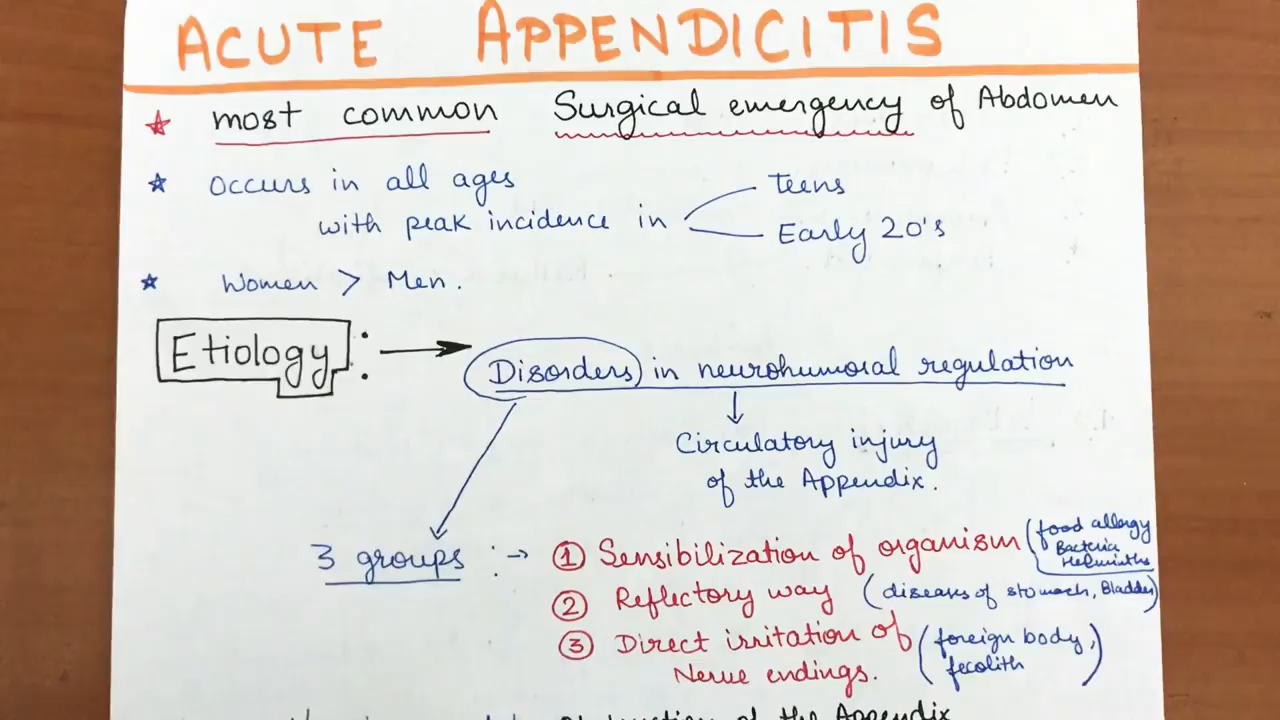 ACUTE APPENDICITIS
☆ most common Surgical emergency of Abdomen
☆ Occurs in all ages
with peak incidence in
Teens
Early 20's
☆ Women > Men.
Etiology : →
Disorders in neurohumoral regulation
Circulatory injury
of the Appendix.
3 groups : →
① Sensibilization of organism (food allergy
Bacteria
Helminths
② Reflectory way (diseases of stomach, Bladder)
③ Direct irritation of
Nerve endings.
(foreign body,
fecolith)
of the Appendix